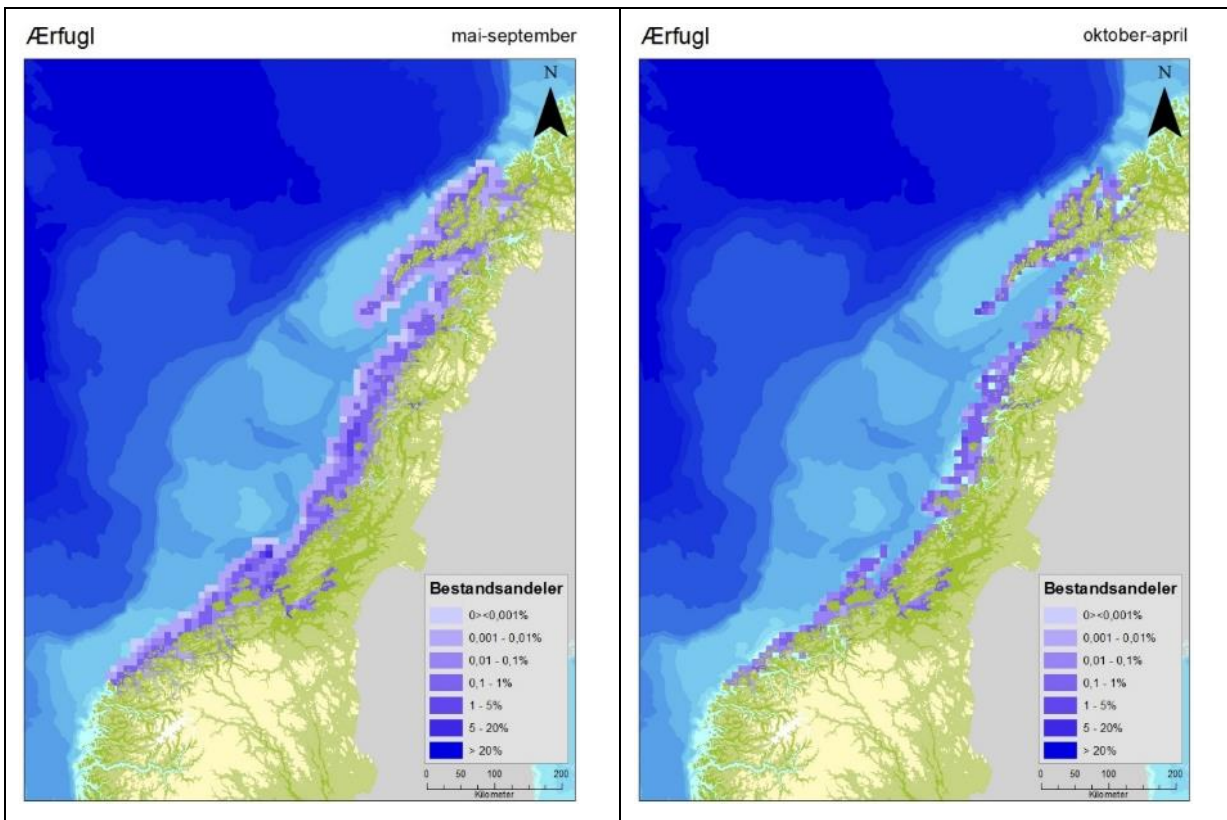 Ærfugl
mai-september
N
Bestandsandeler
0><0,001%
0,001 - 0,01%
0,01 - 0,1%
0,1 - 1%
1 - 5%
5 - 20%
> 20%
0 50 100 200
Kilometer
Ærfugl
oktober-april
N
Bestandsandeler
0><0,001%
0,001 - 0,01%
0,01 - 0,1%
0,1 - 1%
1 - 5%
5 - 20%
> 20%
0 50 100 200
Kilometer